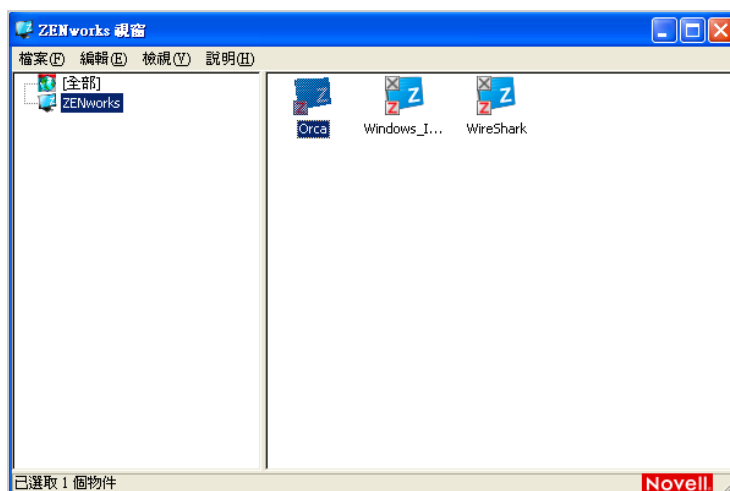 ZENworks 視窗
檔案(F) 編輯(E) 檢視(V) 說明(H)
[全部]
ZENworks
Orca Windows_I... WireShark
已選取 1 個物件
Novell.